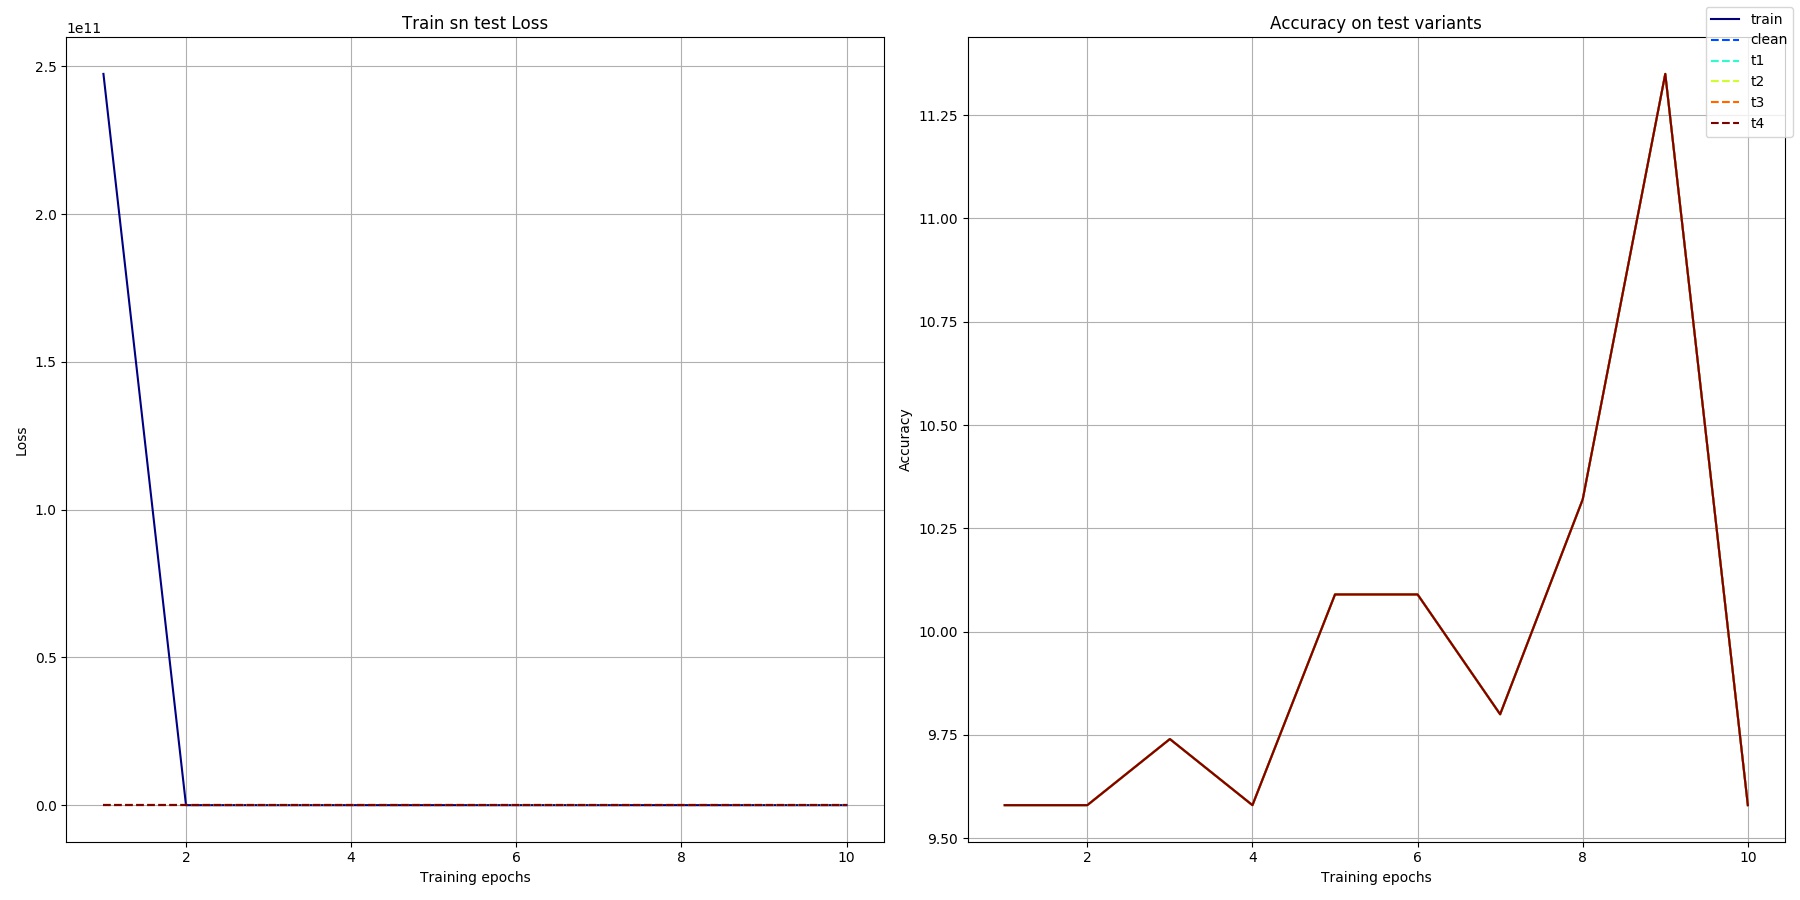 Train sn test Loss
1e11
2.5
2.0
1.5
1.0
0.5
0.0
Loss
2
4
6
8
10
Training epochs
Accuracy on test variants
11.25
11.00
10.75
10.50
10.25
10.00
9.75
9.50
Accuracy
2
4
6
8
10
Training epochs
train
clean
t1
t2
t3
t4